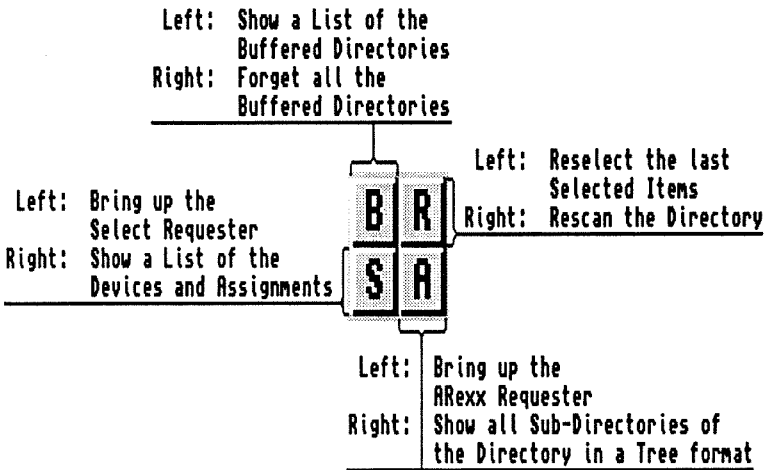 Left: Show a List of the
Buffered Directories
Right: Forget all the
Buffered Directories
Left: Reselect the last
Selected Items
Right: Rescan the Directory
Left: Bring up the
Select Requester
Right: Show a List of the
Devices and Assignments
B R
S A
Left: Bring up the
ARexx Requester
Right: Show all Sub-Directories of
the Directory in a Tree format